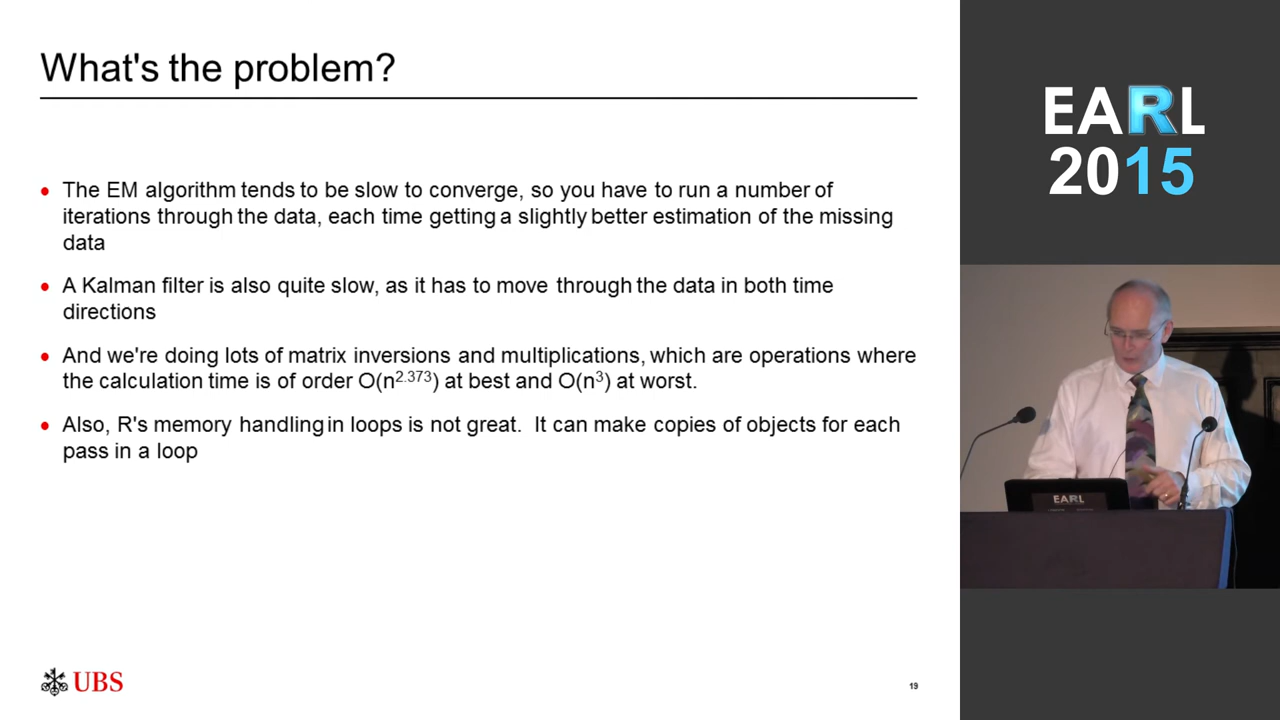 What's the problem?
The EM algorithm tends to be slow to converge, so you have to run a number of
iterations through the data, each time getting a slightly better estimation of the missing
data
A Kalman filter is also quite slow, as it has to move through the data in both time
directions
And we're doing lots of matrix inversions and multiplications, which are operations where
the calculation time is of order O(n^2.373) at best and O(n^3) at worst.
Also, R's memory handling in loops is not great. It can make copies of objects for each
pass in a loop
UBS
19
EARL
2015
EARL